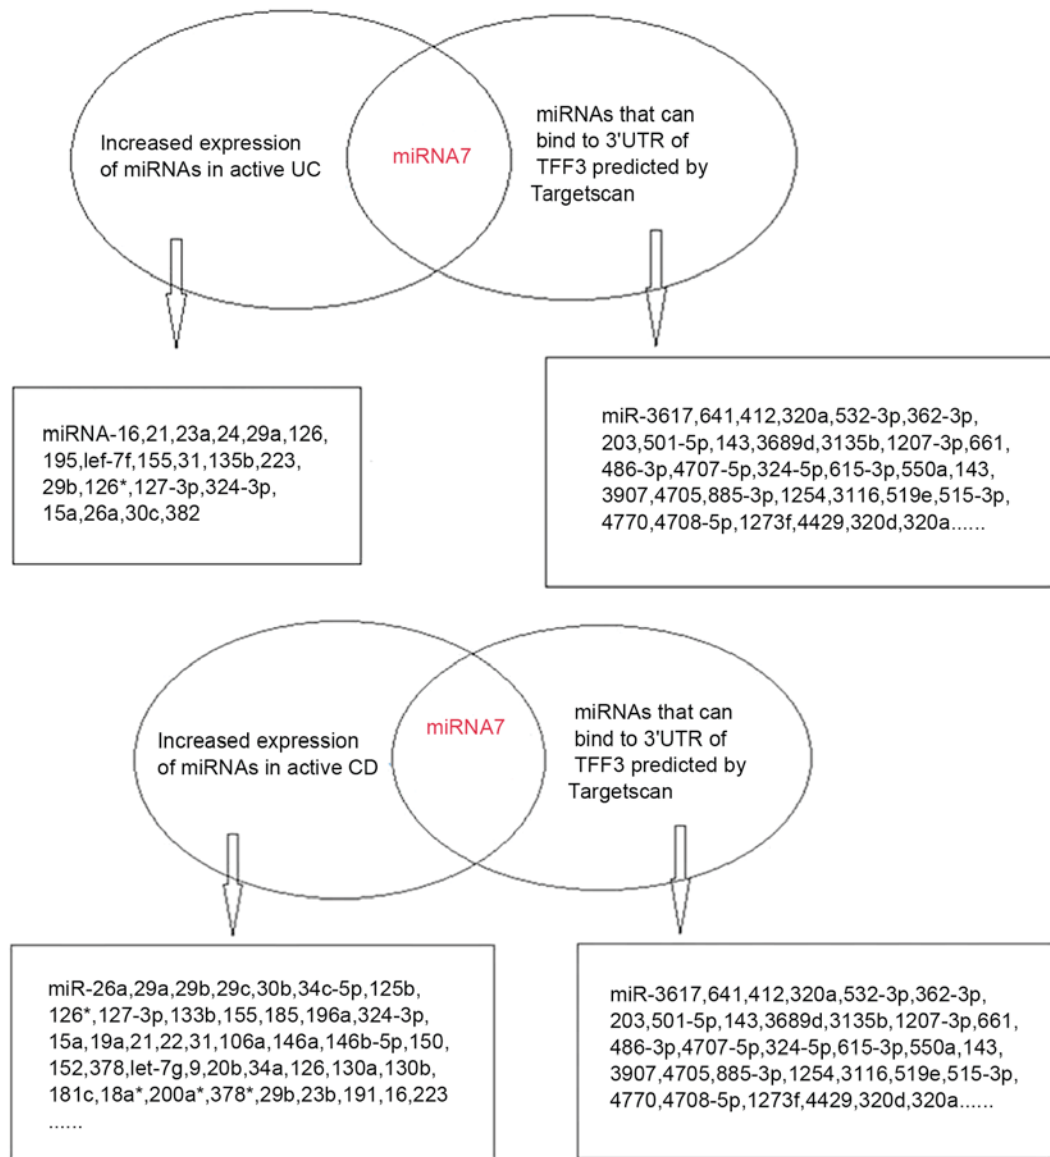 Increased expression
of miRNAs in active UC
miRNA7
miRNAs that can
bind to 3'UTR of
TFF3 predicted by
Targetscan
miRNA-16,21,23a,24,29a,126,
195,lef-7f,155,31,135b,223,
29b,126*,127-3p,324-3p,
15a,26a,30c,382
miR-3617,641,412,320a,532-3p,362-3p,
203,501-5p,143,3689d,3135b,1207-3p,661,
486-3p,4707-5p,324-5p,615-3p,550a,143
3907,4705,885-3p,1254,3116,519e,515-3p,
4770,4708-5p,1273f,4429,320d,320a......
Increased expression
of miRNAs in active CD
miRNA7
miRNAs that can
bind to 3'UTR of
TFF3 predicted by
Targetscan
miR-26a,29a,29b,29c,30b,34c-5p,125b,
126*,127-3p,133b,155,185,196a,324-3p,
15a,19a,21,22,31,106a,146a,146b-5p,150,
152,378,let-7g,9,20b,34a,126,130a,130b,
181c,18a*,200a*,378*,29b,23b,191,16,223
......
miR-3617,641,412,320a,532-3p,362-3p,
203,501-5p,143,3689d,3135b,1207-3p,661,
486-3p,4707-5p,324-5p,615-3p,550a,143
3907,4705,885-3p,1254,3116,519e,515-3p,
4770,4708-5p,1273f,4429,320d,320a......